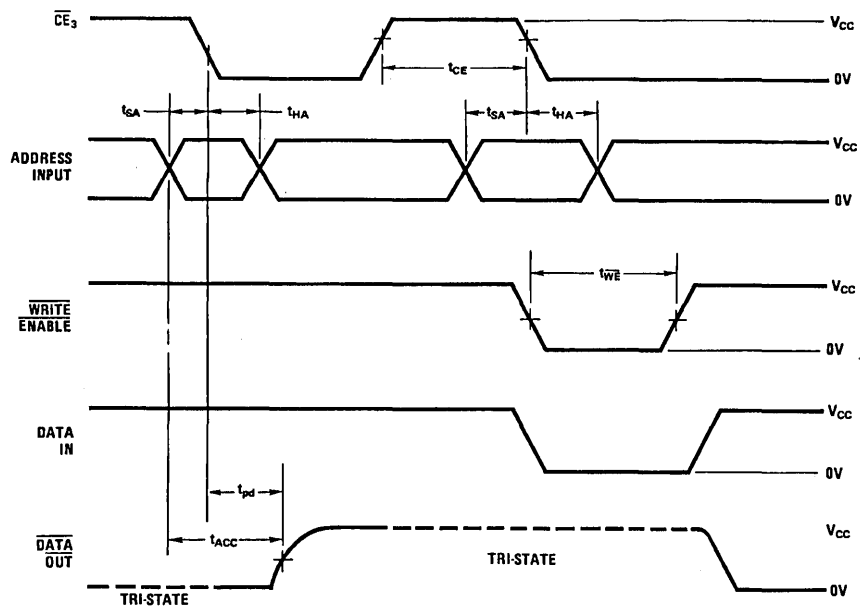 CE3
VCC
tCE
0V
tSA
tHA
tSA
tHA
ADDRESS
INPUT
VCC
0V
tWE
WRITE
ENABLE
VCC
0V
DATA
IN
VCC
0V
tpd
tACC
DATA
OUT
VCC
TRI-STATE
TRI-STATE
0V